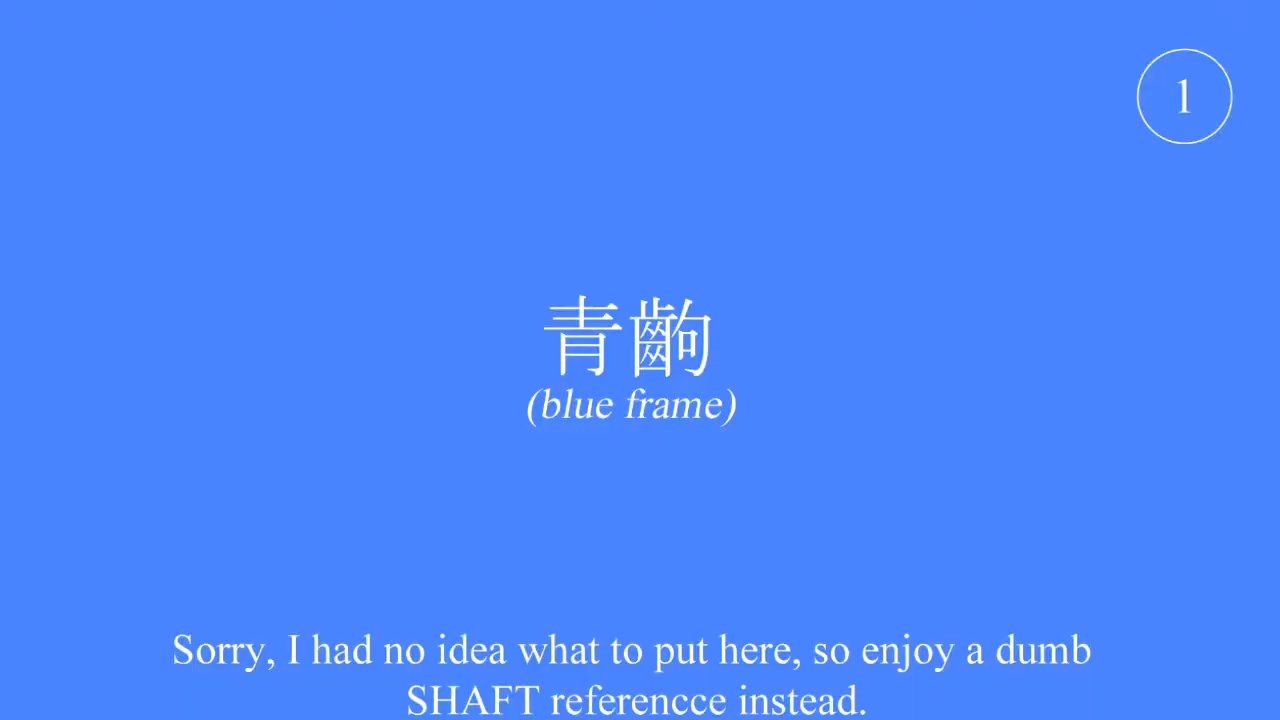 1
青齣
(blue frame)
Sorry, I had no idea what to put here, so enjoy a dumb
SHAFT referencce instead.